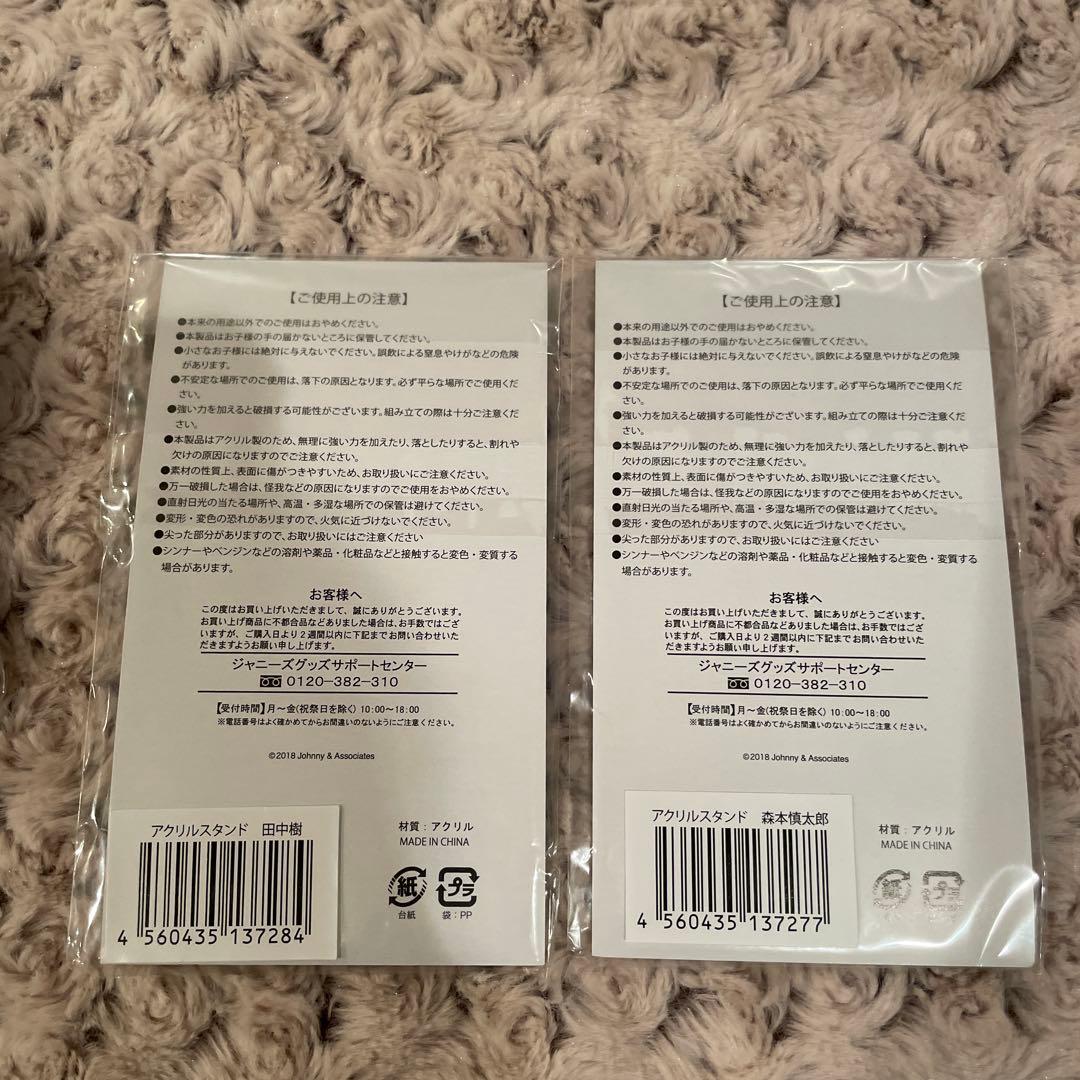 【ご使用上の注意】
●本来の用途以外でのご使用はおやめください。
●本製品はお子様の手の届かないところに保管してください。
●小さなお子様には絶対に与えないでください。誤飲による窒息やけがなどの危険
があります。
●不安定な場所でのご使用は、落下の原因となります。必ず平らな場所でご使用くだ
さい。
●強い力を加えると破損する可能性がございます。組み立ての際は十分ご注意くだ
さい。
●本製品はアクリル製のため、無理に強い力を加えたり、落としたりすると、割れや
欠けの原因になりますのでご注意ください。
●素材の性質上、表面に傷がつきやすいため、お取り扱いにご注意ください。
●万一破損した場合は、怪我などの原因になりますのでご使用をおやめください。
●直射日光の当たる場所や、高温・多湿な場所での保管は避けてください。
●変形・変色の恐れがありますので、火気に近づけないでください。
●尖った部分がありますので、お取り扱いにはご注意ください
●シンナーやベンジンなどの溶剤や薬品・化粧品などと接触すると変色・変質する
場合があります。
お客様へ
この度はお買い上げいただきまして、誠にありがとうございます。
お買い上げ商品に不都合品などありました場合は、お手数ではござ
いますが、ご購入日より2週間以内に下記までお問い合わせいた
だきますようお願い申し上げます。
ジャニーズグッズサポートセンター
0120-382-310
【受付時間】月〜金(祝祭日を除く) 10:00〜18:00
※電話番号はよく確かめてからお間違いのないようにご注意ください。
©2018 Johnny & Associates
アクリルスタンド 田中樹
4 560435 137284
材質:アクリル
MADE IN CHINA
紙
プラ
台紙
袋:PP
【ご使用上の注意】
●本来の用途以外でのご使用はおやめください。
●本製品はお子様の手の届かないところに保管してください。
●小さなお子様には絶対に与えないでください。誤飲による窒息やけがなどの危険
があります。
●不安定な場所でのご使用は、落下の原因となります。必ず平らな場所でご使用くだ
さい。
●強い力を加えると破損する可能性がございます。組み立ての際は十分ご注意くだ
さい。
●本製品はアクリル製のため、無理に強い力を加えたり、落としたりすると、割れや
欠けの原因になりますのでご注意ください。
●素材の性質上、表面に傷がつきやすいため、お取り扱いにご注意ください。
●万一破損した場合は、怪我などの原因になりますのでご使用をおやめください。
●直射日光の当たる場所や、高温・多湿な場所での保管は避けてください。
●変形・変色の恐れがありますので、火気に近づけないでください。
●尖った部分がありますので、お取り扱いにはご注意ください
●シンナーやベンジンなどの溶剤や薬品・化粧品などと接触すると変色・変質する
場合があります。
お客様へ
この度はお買い上げいただきまして、誠にありがとうございます。
お買い上げ商品に不都合品などありました場合は、お手数ではござ
いますが、ご購入日より2週間以内に下記までお問い合わせいた
だきますようお願い申し上げます。
ジャニーズグッズサポートセンター
0120-382-310
【受付時間】月〜金(祝祭日を除く) 10:00〜18:00
※電話番号はよく確かめてからお間違いのないようにご注意ください。
©2018 Johnny & Associates
アクリルスタンド 森本慎太郎
4 560435 137277
材質:アクリル
MADE IN CHINA
紙
プラ
台紙
袋:PP